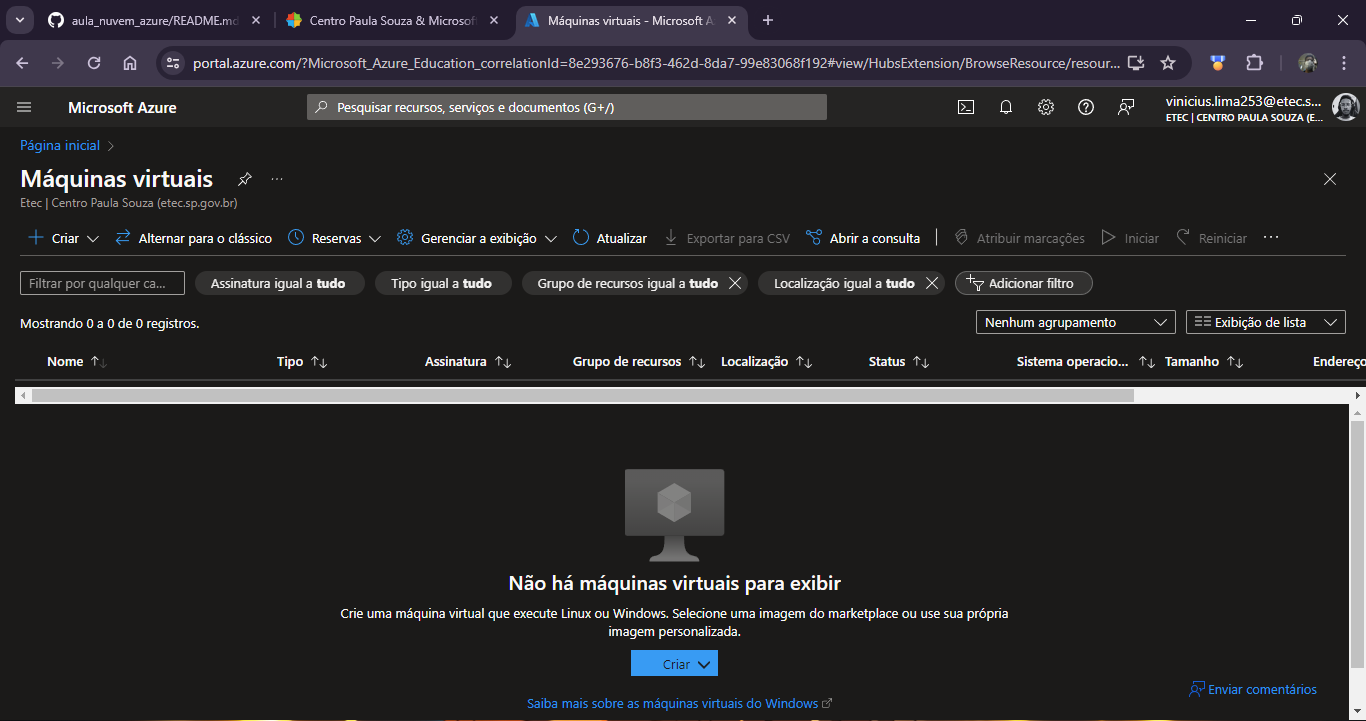 aula_nuvem_azure/README.md
Centro Paula Souza & Microsof
Máquinas virtuais - Microsoft A
portal.azure.com/?Microsoft_Azure_Education_correlationId=8e293676-b8f3-462d-8da7-99e83068f192#view/HubsExtension/BrowseResource/resour...
Microsoft Azure
Pesquisar recursos, serviços e documentos (G+/)
vinicius.lima253@etec.s...
ETEC | CENTRO PAULA SOUZA (E...
Página inicial
Máquinas virtuais
Etec | Centro Paula Souza (etec.sp.gov.br)
Criar Alternar para o clássico Reservas Gerenciar a exibição Atualizar Exportar para CSV Abrir a consulta Atribuir marcações Iniciar Reiniciar
Filtrar por qualquer ca... Assinatura igual a tudo Tipo igual a tudo Grupo de recursos igual a tudo Localização igual a tudo Adicionar filtro
Mostrando 0 a 0 de 0 registros. Nenhum agrupamento Exibição de lista
Nome Tipo Assinatura Grupo de recursos Localização Status Sistema operacio... Tamanho Endereço
Não há máquinas virtuais para exibir
Crie uma máquina virtual que execute Linux ou Windows. Selecione uma imagem do marketplace ou use sua própria
imagem personalizada.
Criar
Enviar comentários
Saiba mais sobre as máquinas virtuais do Windows